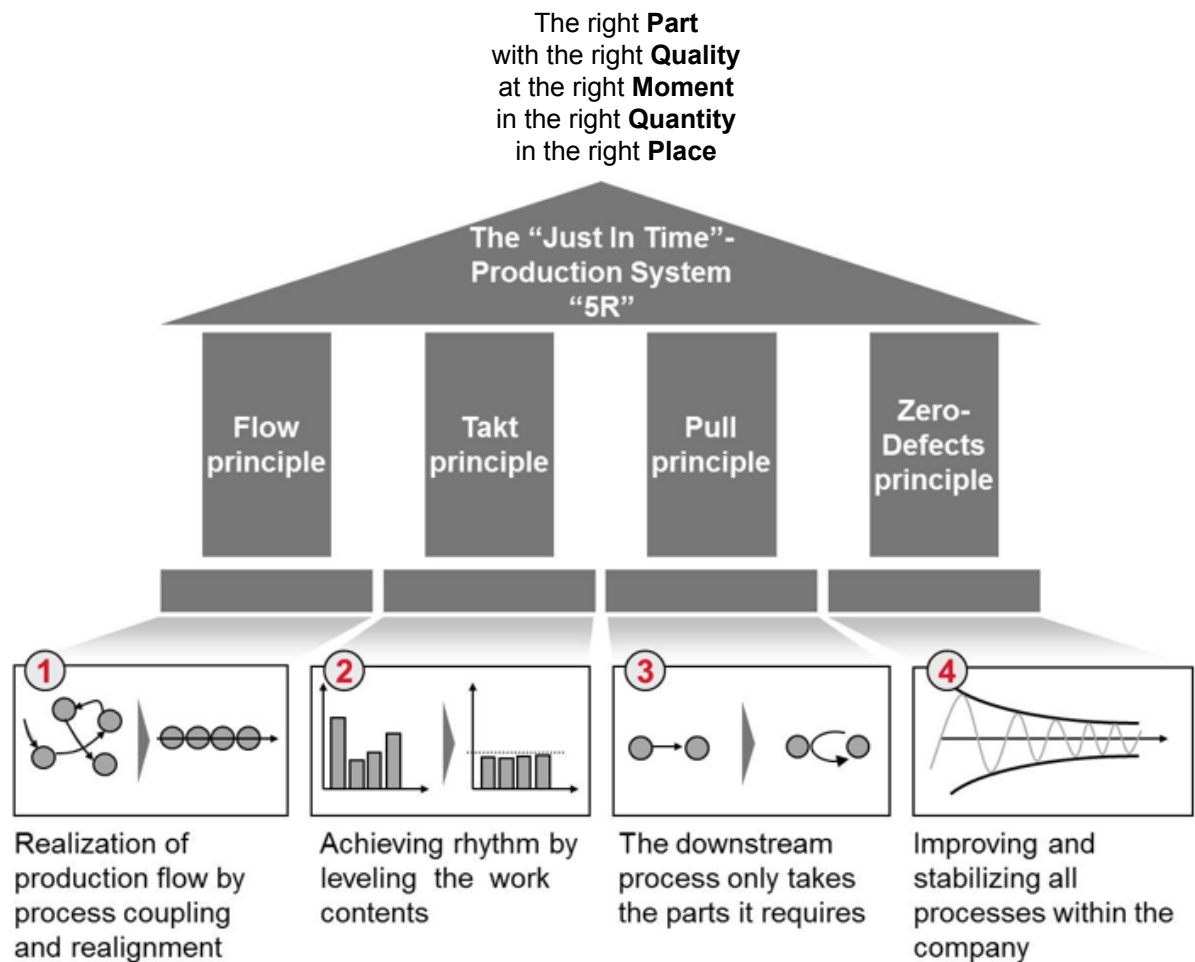 The right Part
with the right Quality
at the right Moment
in the right Quantity
in the right Place
The “Just In Time”-
Production System
“5R”
Flow
principle
Takt
principle
Pull
principle
Zero-
Defects
principle
1
Realization of
production flow by
process coupling
and realignment
2
Achieving rhythm by
leveling the work
contents
3
The downstream
process only takes
the parts it requires
4
Improving and
stabilizing all
processes within the
company